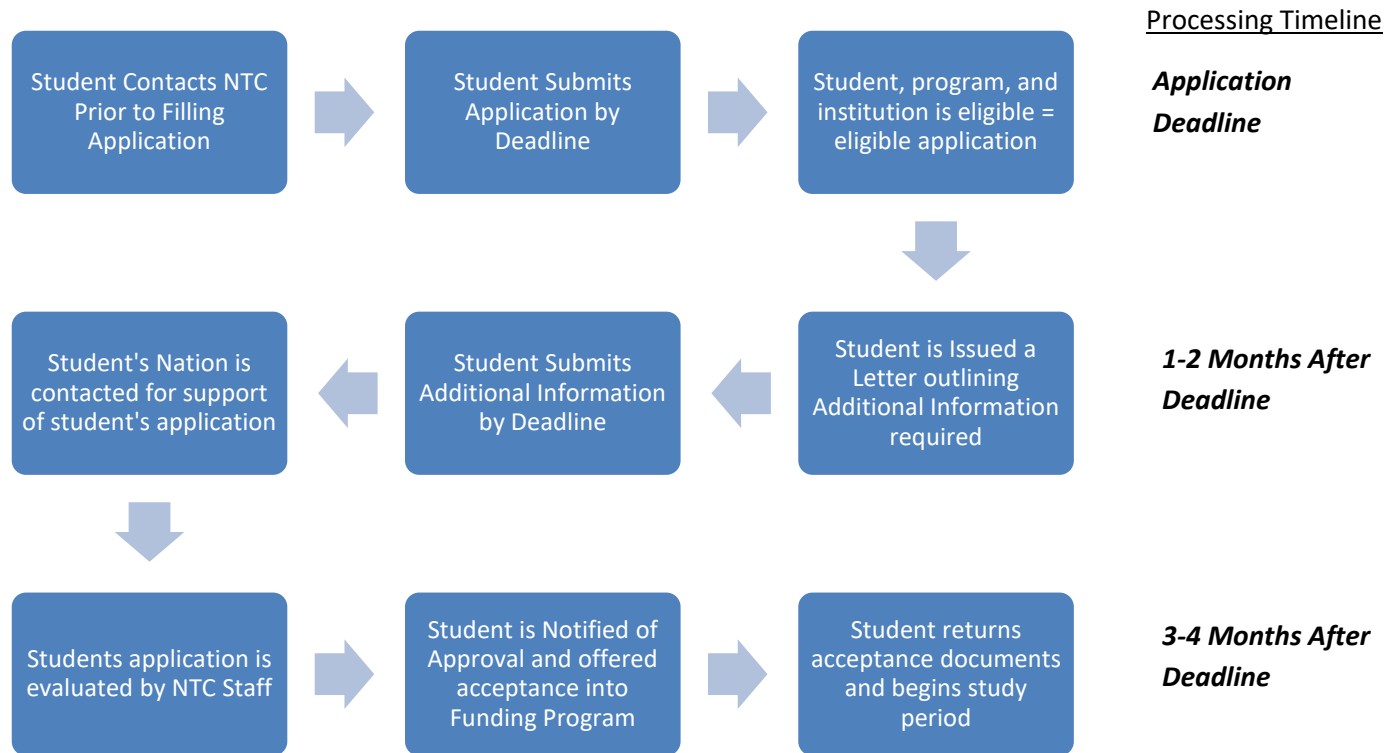 Processing Timeline
Student Contacts NTC
Prior to Filling
Application
Student Submits
Application by
Deadline
Student, program, and
institution is eligible =
eligible application
Application
Deadline
Student is Issued a
Letter outlining
Additional Information
required
Student Submits
Additional Information
by Deadline
Student's Nation is
contacted for support
of student's application
1-2 Months After
Deadline
Students application is
evaluated by NTC Staff
Student is Notified of
Approval and offered
acceptance into
Funding Program
Student returns
acceptance documents
and begins study
period
3-4 Months After
Deadline